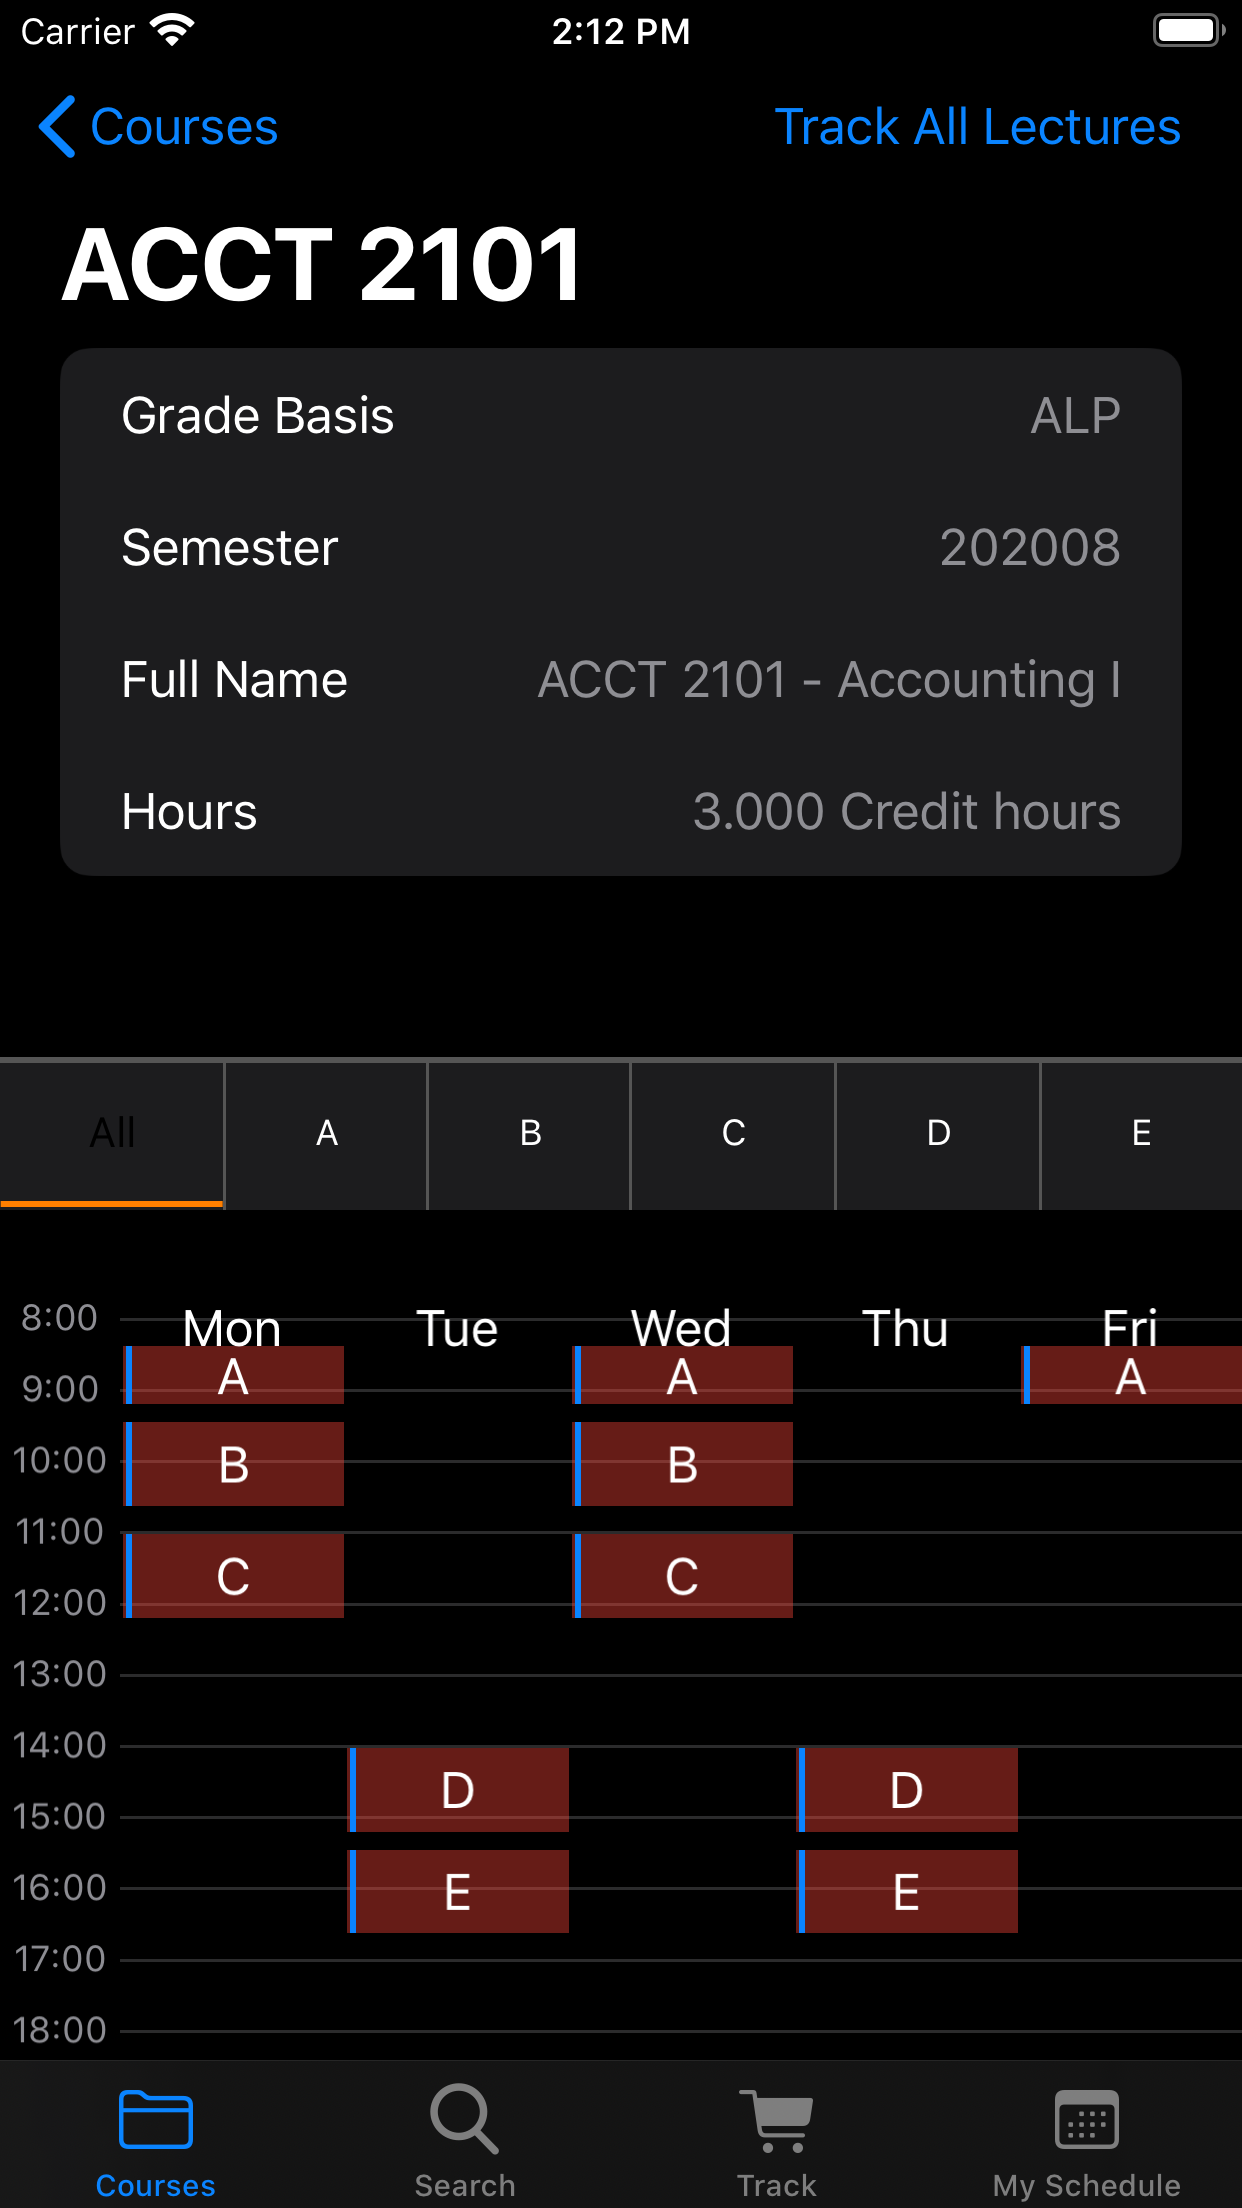 Carrier 2:12 PM
Courses Track All Lectures
ACCT 2101
Grade Basis ALP
Semester 202008
Full Name ACCT 2101 - Accounting I
Hours 3.000 Credit hours
All A B C D E
Mon Tue Wed Thu Fri
8:00
A A A
9:00
B B
10:00
11:00
C C
12:00
13:00
14:00
D D
15:00
E E
16:00
17:00
18:00
Courses Search Track My Schedule